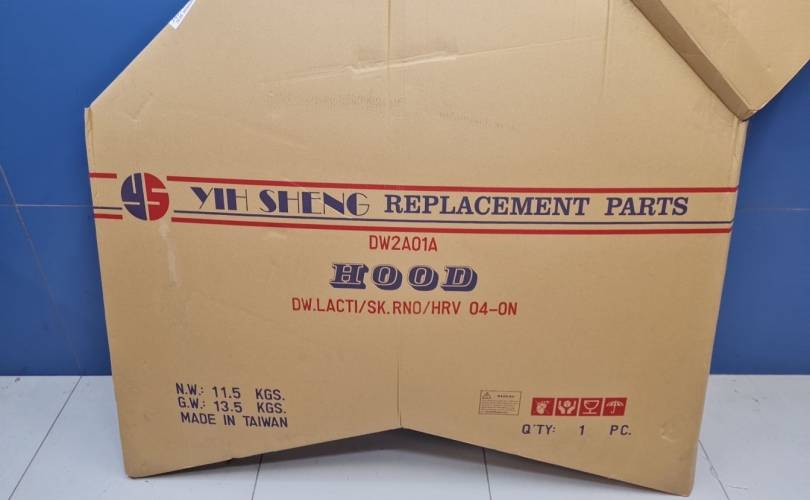 YS YIH SHENG REPLACEMENT PARTS
DW2A01A
HOOD
DW.LACTI/SK.RNO/HRV 04-ON
N.W.: 11.5 KGS.
G.W.: 13.5 KGS.
MADE IN TAIWAN
WARNING
Q'TY: 1 PC.